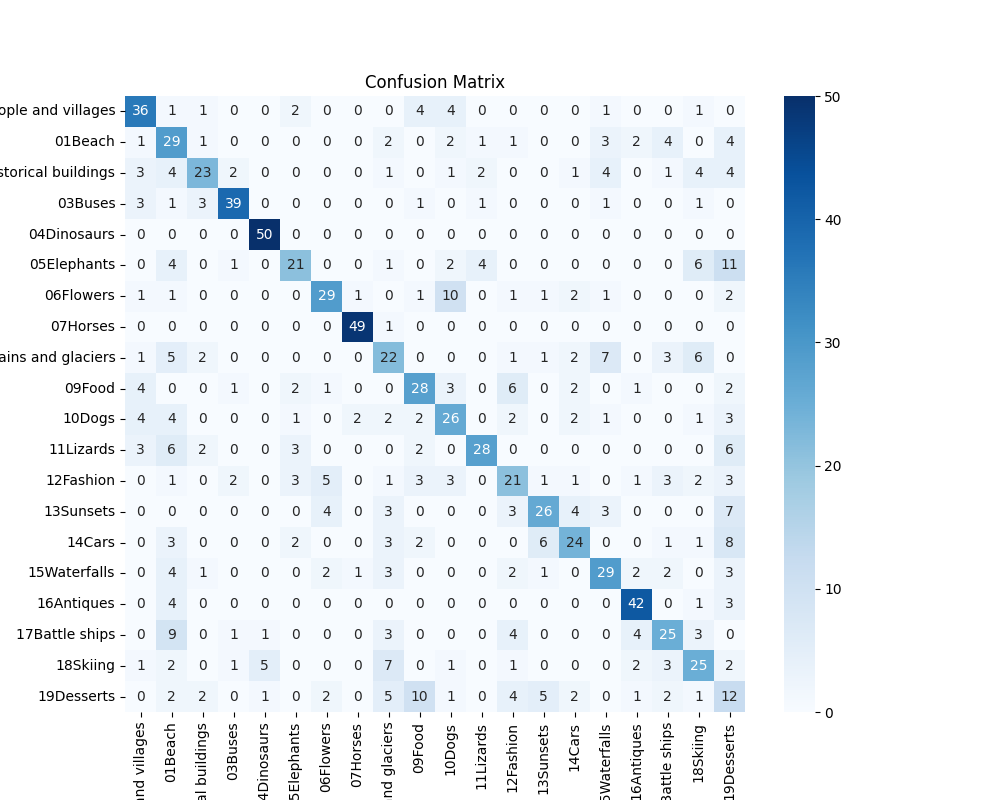 Confusion Matrix
ople and villages 36 1 1 0 0 2 0 0 0 4 4 0 0 0 0 1 0 0 1 0
01Beach 1 29 1 0 0 0 0 0 2 0 2 1 1 0 0 3 2 4 0 4
storical buildings 3 4 23 2 0 0 0 0 1 0 1 2 0 0 1 4 0 1 4 4
03Buses 3 1 3 39 0 0 0 0 0 1 0 1 0 0 0 1 0 0 1 0
04Dinosaurs 0 0 0 0 50 0 0 0 0 0 0 0 0 0 0 0 0 0 0 0
05Elephants 0 4 0 1 0 21 0 0 1 0 2 4 0 0 0 0 0 0 6 11
06Flowers 1 1 0 0 0 0 29 1 0 1 10 0 1 1 2 1 0 0 0 2
07Horses 0 0 0 0 0 0 0 49 1 0 0 0 0 0 0 0 0 0 0 0
ains and glaciers 1 5 2 0 0 0 0 0 22 0 0 0 1 1 2 7 0 3 6 0
09Food 4 0 0 1 0 2 1 0 0 28 3 0 6 0 2 0 1 0 0 2
10Dogs 4 4 0 0 0 1 0 2 2 2 26 0 2 0 2 1 0 0 1 3
11Lizards 3 6 2 0 0 3 0 0 0 2 0 28 0 0 0 0 0 0 0 6
12Fashion 0 1 0 2 0 3 5 0 1 3 3 0 21 1 1 0 1 3 2 3
13Sunsets 0 0 0 0 0 0 4 0 3 0 0 0 3 26 4 3 0 0 0 7
14Cars 0 3 0 0 0 2 0 0 3 2 0 0 0 6 24 0 0 1 1 8
15Waterfalls 0 4 1 0 0 0 2 1 3 0 0 0 2 1 0 29 2 2 0 3
16Antiques 0 4 0 0 0 0 0 0 0 0 0 0 0 0 0 0 42 0 1 3
17Battle ships 0 9 0 1 1 0 0 0 3 0 0 0 4 0 0 0 4 25 3 0
18Skiing 1 2 0 1 5 0 0 0 7 0 1 0 1 0 0 0 2 3 25 2
19Desserts 0 2 2 0 1 0 2 0 5 10 1 0 4 5 2 0 1 2 1 12
and villages
01Beach
al buildings
03Buses
4Dinosaurs
5Elephants
06Flowers
07Horses
and glaciers
09Food
10Dogs
11Lizards
12Fashion
13Sunsets
14Cars
5Waterfalls
16Antiques
Battle ships
18Skiing
19Desserts
50
40
30
20
10
0